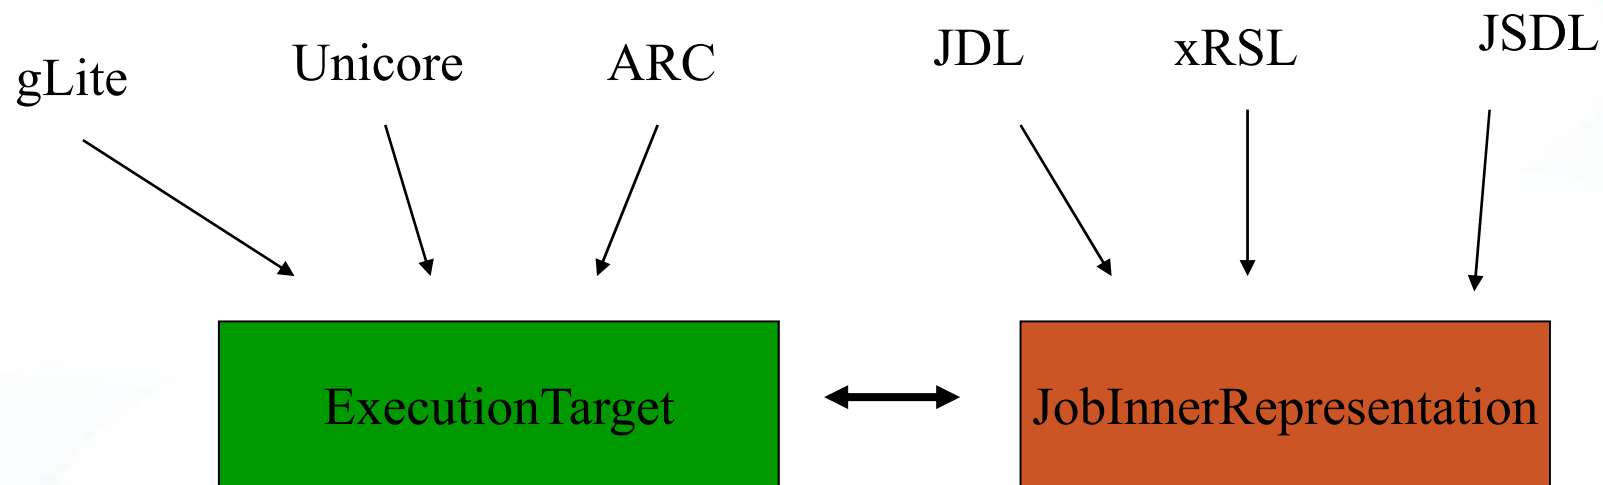 gLite
Unicore
ARC
JDL
xRSL
JSDL
ExecutionTarget
JobInnerRepresentation